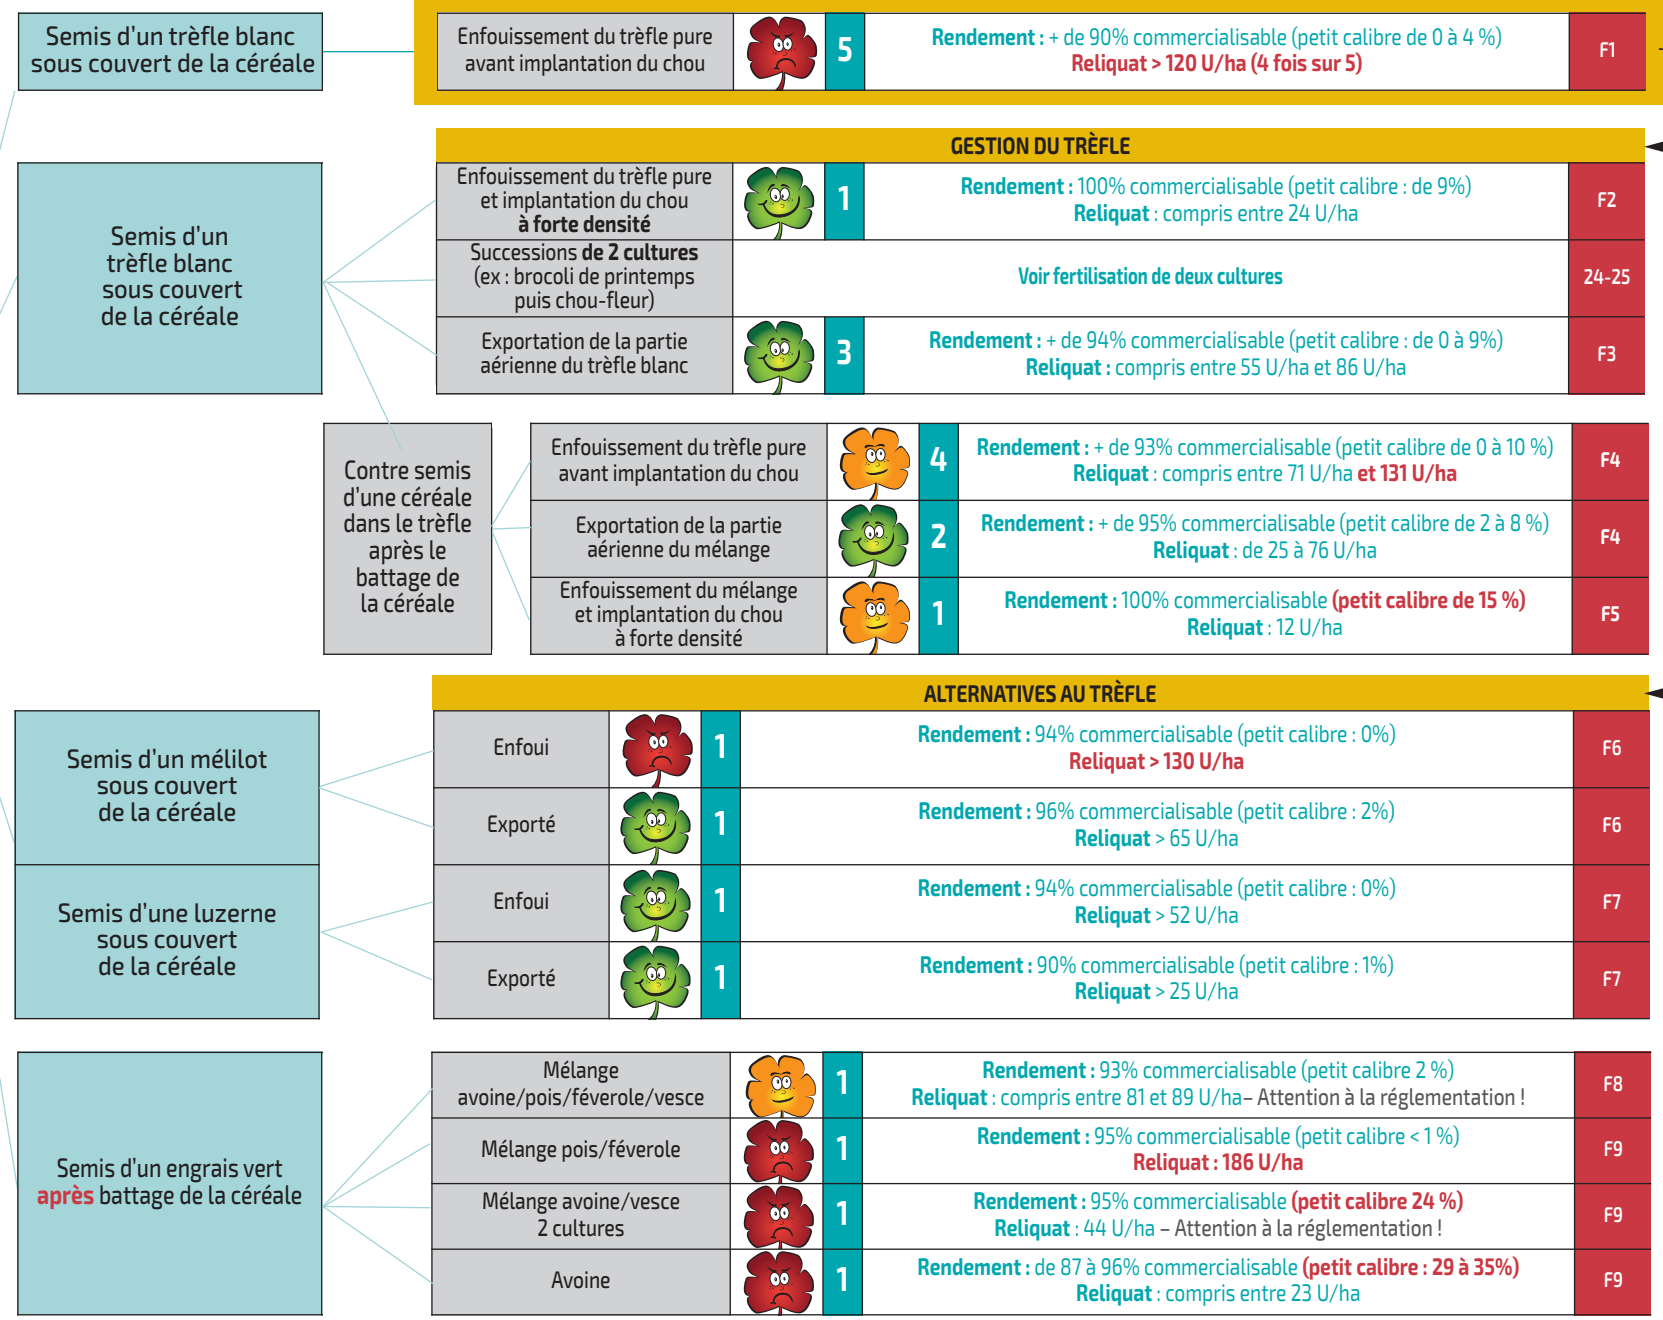 Semis d'un trèfle blanc
sous couvert de la céréale
Enfouissement du trèfle pure
avant implantation du chou
5
Rendement : + de 90% commercialisable (petit calibre de 0 à 4 %)
Reliquat > 120 U/ha (4 fois sur 5)
F1
GESTION DU TRÈFLE
Semis d'un
trèfle blanc
sous couvert
de la céréale
Enfouissement du trèfle pure
et implantation du chou
à forte densité
1
Rendement : 100% commercialisable (petit calibre : de 9%)
Reliquat : compris entre 24 U/ha
F2
Successions de 2 cultures
(ex : brocoli de printemps
puis chou-fleur)
Voir fertilisation de deux cultures
24-25
Exportation de la partie
aérienne du trèfle blanc
3
Rendement : + de 94% commercialisable (petit calibre : de 0 à 9%)
Reliquat : compris entre 55 U/ha et 86 U/ha
F3
Contre semis
d'une céréale
dans le trèfle
après le
battage de
la céréale
Enfouissement du trèfle pure
avant implantation du chou
4
Rendement : + de 93% commercialisable (petit calibre de 0 à 10 %)
Reliquat : compris entre 71 U/ha et 131 U/ha
F4
Exportation de la partie
aérienne du mélange
2
Rendement : + de 95% commercialisable (petit calibre de 2 à 8 %)
Reliquat : de 25 à 76 U/ha
F4
Enfouissement du mélange
et implantation du chou
à forte densité
1
Rendement : 100% commercialisable (petit calibre de 15 %)
Reliquat : 12 U/ha
F5
ALTERNATIVES AU TRÈFLE
Semis d'un mélilot
sous couvert
de la céréale
Enfoui
1
Rendement : 94% commercialisable (petit calibre : 0%)
Reliquat > 130 U/ha
F6
Exporté
1
Rendement : 96% commercialisable (petit calibre : 2%)
Reliquat > 65 U/ha
F6
Semis d'une luzerne
sous couvert
de la céréale
Enfoui
1
Rendement : 94% commercialisable (petit calibre : 0%)
Reliquat > 52 U/ha
F7
Exporté
1
Rendement : 90% commercialisable (petit calibre : 1%)
Reliquat > 25 U/ha
F7
Semis d'un engrais vert
après battage de la céréale
Mélange
avoine/pois/féverole/vesce
1
Rendement : 93% commercialisable (petit calibre 2 %)
Reliquat : compris entre 81 et 89 U/ha– Attention à la réglementation !
F8
Mélange pois/féverole
1
Rendement : 95% commercialisable (petit calibre < 1 %)
Reliquat : 186 U/ha
F9
Mélange avoine/vesce
2 cultures
1
Rendement : 95% commercialisable (petit calibre 24 %)
Reliquat : 44 U/ha – Attention à la réglementation !
F9
Avoine
1
Rendement : de 87 à 96% commercialisable (petit calibre : 29 à 35%)
Reliquat : compris entre 23 U/ha
F9